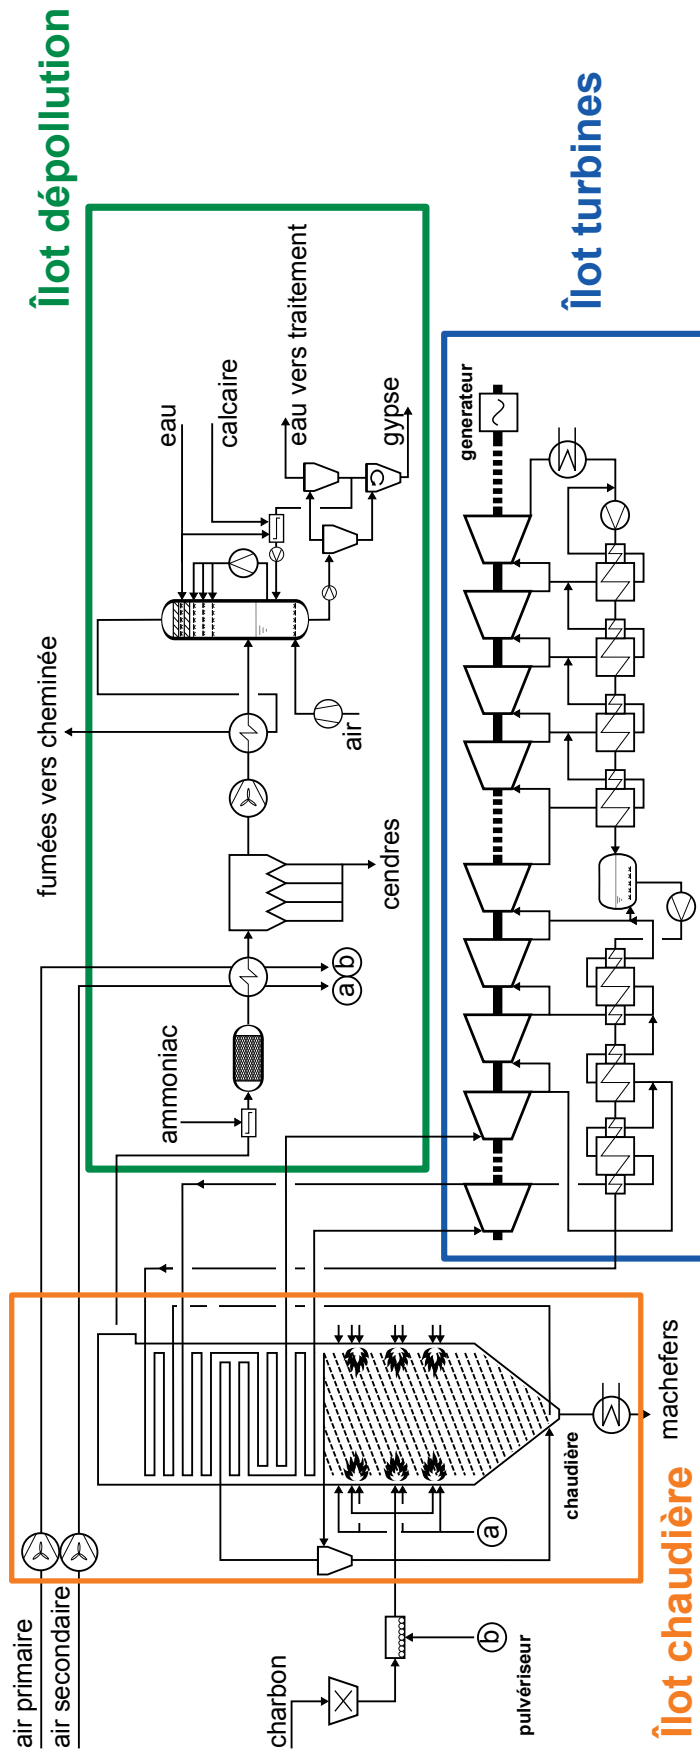 Îlot dépollution
Îlot turbines
Îlot chaudière
air primaire
air secondaire
charbon
pulvériseur
b
a
chaudière
machefers
ammoniac
a
b
cendres
fumées vers cheminée
air
eau
calcaire
eau vers traitement
gypse
generateur